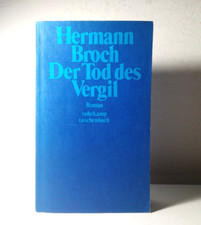 Hermann
Broch
Der Tod des
Vergil
Roman
suhrkamp
taschenbuch